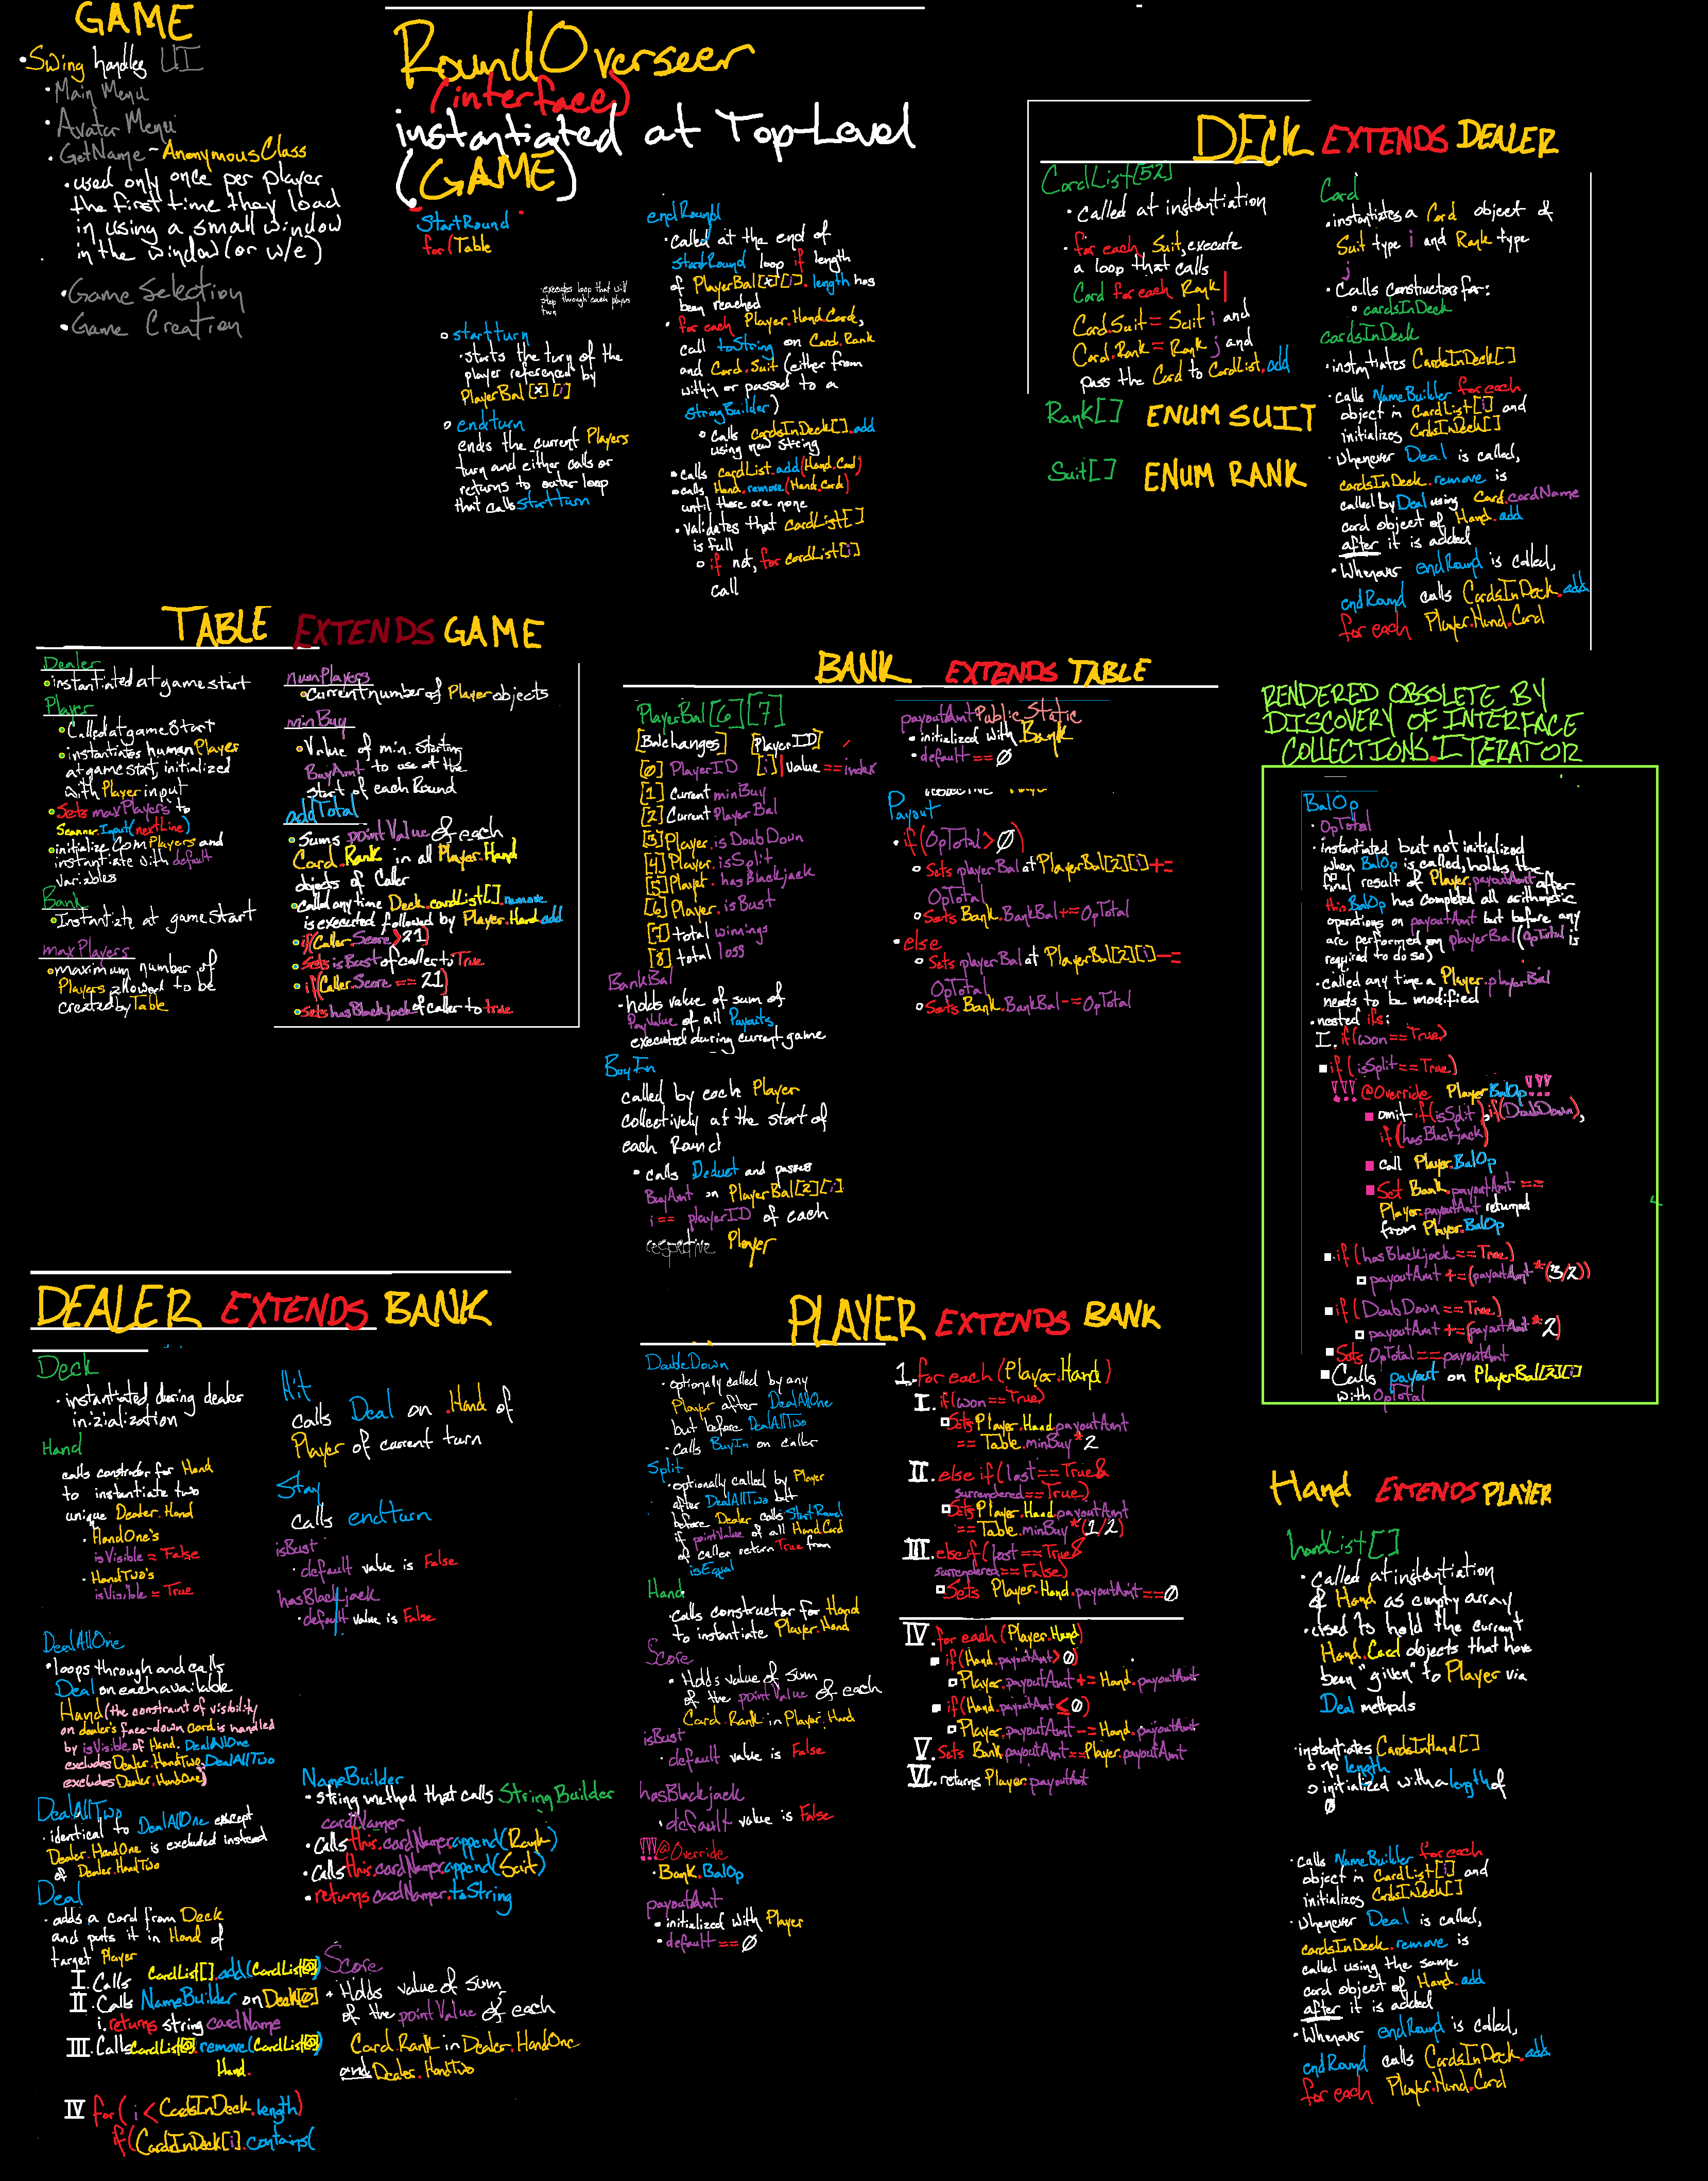 GAME
•Swing handles UI
•Main Menu
•Avatar Menu
•GetName ~ AnonymousClass
•used only once per player
the first time they load
in using a small window
in the window (or w/e)
•Game Selection
•Game Creation
RoundOverseer
(interface)
instantiated at Top-Level
(GAME)
StartRound
for(Table
executes loop that will
step through each players
turn
startturn
•starts the turn of the
player referenced by
PlayerBal[x][i]
endturn
ends the current Players
turn and either calls or
returns to outer loop
that calls startturn
endRound
•called at the end of
startRound loop if length
of PlayerBal[x][i].length has
been reached
•for each Player.Hand.Card,
call toString on Card.Rank
and Card.Suit (either from
within or passed to a
StringBuilder)
calls cardsInDeck[].add
using new string
•calls cardList.add(Hand.Card)
•calls Hand.remove(Hand.Card)
until there are none
•validates that cardList[]
is full
if not, for cardList[i]
call
DECK EXTENDS DEALER
CardList[52]
•Called at instantiation
•for each Suit, execute
a loop that calls
Card for each Rank|
Card.Suit = Suit i and
Card.Rank = Rank j and
pass the Card to CardList.add
Rank[] ENUM SUIT
Suit[] ENUM RANK
Card
•instantiates a Card object of
Suit type i and Rank type
j
•Calls Constructor for:
cardsInDeck
cardsInDeck
•instantiates CardsInDeck[]
•calls NameBuilder for each
object in CardList[i] and
initializes CardsInDeck[]
•Whenever Deal is called,
cardsInDeck.remove is
called by Deal using Card.cardName
card object of Hand.add
after it is added
•Whenever endRound is called,
endRound calls CardsInDeck.add
for each Player.Hand.Card
TABLE EXTENDS GAME
Dealer
instantiated at game start
Player
Called at game start
instantiates human Player
at game start, initialized
with Player input
Sets maxPlayers to
Scanner.Input(nextLine)
initialize Com Players and
instantiate with default
variables
Bank
Instantiate at game start
maxPlayers
maximum number of
Players allowed to be
created by Table
numPlayers
Current number of Player objects
minBuy
Value of min. starting
BuyAmt to use at the
start of each Round
addTotal
Sums pointValue of each
Card.Rank in all Player.Hand
objects of Caller
Called any time Deck.cardList[].remove
is executed followed by Player.Hand.add
if(Caller.Score>21)
Sets isBust of caller to True
if(Caller.Score == 21)
Sets hasBlackjack of caller to true
BANK EXTENDS TABLE
PlayerBal[6][7]
[BalChanges] [PlayerID]
[0] PlayerID [i] | value == index
[1] Current minBuy
[2] Current Player Bal
[3] Player.isDoubDown
[4] Player.isSplit
[5] Player.hasBlackjack
[6] Player.isBust
[7] total winnings
[8] total loss
BankBal
•holds value of sum of
PayValue of all Payouts
executed during current game
BuyIn
called by each Player
collectively at the start of
each Round
•calls Deduct and passes
BuyAmt on PlayerBal[2][i]
i== playerID of each
respective Player
payoutAmt Public Static
•initialized with Bank
•default == 0
Payout
•if(OpTotal>0)
Sets playerBal at PlayerBal[2][i]+=
OpTotal
Sets Bank.BankBal+=OpTotal
•else
Sets playerBal at PlayerBal[2][i]-=
OpTotal
Sets Bank.BankBal-=OpTotal
RENDERED OBSOLETE BY
DISCOVERY OF INTERFACE
COLLECTIONS.ITERATOR
BalOp
•OpTotal
•instantiated but not initialized
when BalOp is called, holds the
final result of Player.payoutAmt after
this.BalOp has completed all arithmetic
operations on payoutAmt but before any
are performed on playerBal (OpTotal is
required to do so)
•called any time a Player.playerBal
needs to be modified
•nested ifs:
I. if(won==True)
if(isSplit==True)
!!! @Override Player.BalOp !!!
omit if(isSplit), if(DoubDown),
if(hasBlackjack)
call Player.BalOp
Set Bank.payoutAmt ==
Player.payoutAmt returned
from Player.BalOp
if(hasBlackjack==True)
payoutAmt +=(payoutAmt*(3/2))
if(DoubDown==True)
payoutAmt +=(payoutAmt*2)
Sets OpTotal==payoutAmt
Calls payout on PlayerBal[2][i]
with OpTotal
DEALER EXTENDS BANK
Deck
•instantiated during dealer
inizialization
Hand
calls constructor for Hand
to instantiate two
unique Dealer.Hand
•HandOne's
isVisible = False
•HandTwo's
isVisible = True
DealAllOne
•loops through and calls
Deal on each available
Hand (the constraint of visibility
on dealer's face-down card is handled
by isVisible of Hand. DealAllOne
excludes Dealer.HandTwo, DealAllTwo
excludes Dealer.HandOne)
DealAllTwo
•identical to DealAllOne except
Dealer.HandOne is excluded instead
of Dealer.HandTwo
Deal
•adds a card from Deck
and puts it in Hand of
target Player
I. Calls CardList[].add(CardList[0])
II. Calls NameBuilder on Deck[0]
i. returns string cardName
III. Calls CardList[0].remove(CardList[0])
Hand.
IV for(i<CardsInDeck.length)
if(CardsInDeck[i].contains(
Hit
calls Deal on .Hand of
Player of current turn
Stay
calls endturn
isBust
•default value is False
hasBlackjack
•default value is False
NameBuilder
•string method that calls StringBuilder
cardNamer
•Calls this.cardNamer.append(Rank)
•Calls this.cardNamer.append(Suit)
•returns cardNamer.toString
Score
•Holds value of sum
of the pointValue of each
Card.Rank in Dealer.HandOne
and Dealer.HandTwo
PLAYER EXTENDS BANK
DoubleDown
•optionally called by any
Player after DealAllOne
but before DealAllTwo
•Calls BuyIn on caller
Split
•optionally called by Player
after DealAllTwo but
before Dealer calls StartRound
if pointValue of all Hand.Card
of caller return True from
isEqual
Hand
•Calls constructor for Hand
to instantiate Player.Hand
Score
•Holds value of sum
of the pointValue of each
Card.Rank in Player.Hand
isBust
•default value is False
hasBlackjack
•default value is False
!!!@Override
•Bank.BalOp
payoutAmt
•initialized with Player
•default == 0
1. for each (Player.Hand)
I. if(won==True)
Sets Player.Hand.payoutAmt
== Table.minBuy*2
II. else if(lost==True&
surrendered==True)
Sets Player.Hand.payoutAmt
== Table.minBuy*(1/2)
III. else if(lost==True&
surrendered==False)
Sets Player.Hand.payoutAmt==0
IV. for each (Player.Hand)
if(Hand.payoutAmt>0)
Player.payoutAmt+=Hand.payoutAmt
if(Hand.payoutAmt≤0)
Player.payoutAmt-=Hand.payoutAmt
V. Sets Bank.payoutAmt==Player.payoutAmt
VI. returns Player.payoutAmt
Hand EXTENDS PLAYER
handList[]
•Called at instantiation
of Hand as empty array
•Used to hold the current
Hand.Card objects that have
been "given" to Player via
Deal methods
•instantiates CardsInHand[]
no length
initialized with a length of
0
•calls NameBuilder for each
object in CardList[i] and
initializes CardsInDeck[]
•Whenever Deal is called,
cardsInDeck.remove is
called using the same
card object of Hand.add
after it is added
•Whenever endRound is called,
endRound calls CardsInDeck.add
for each Player.Hand.Card